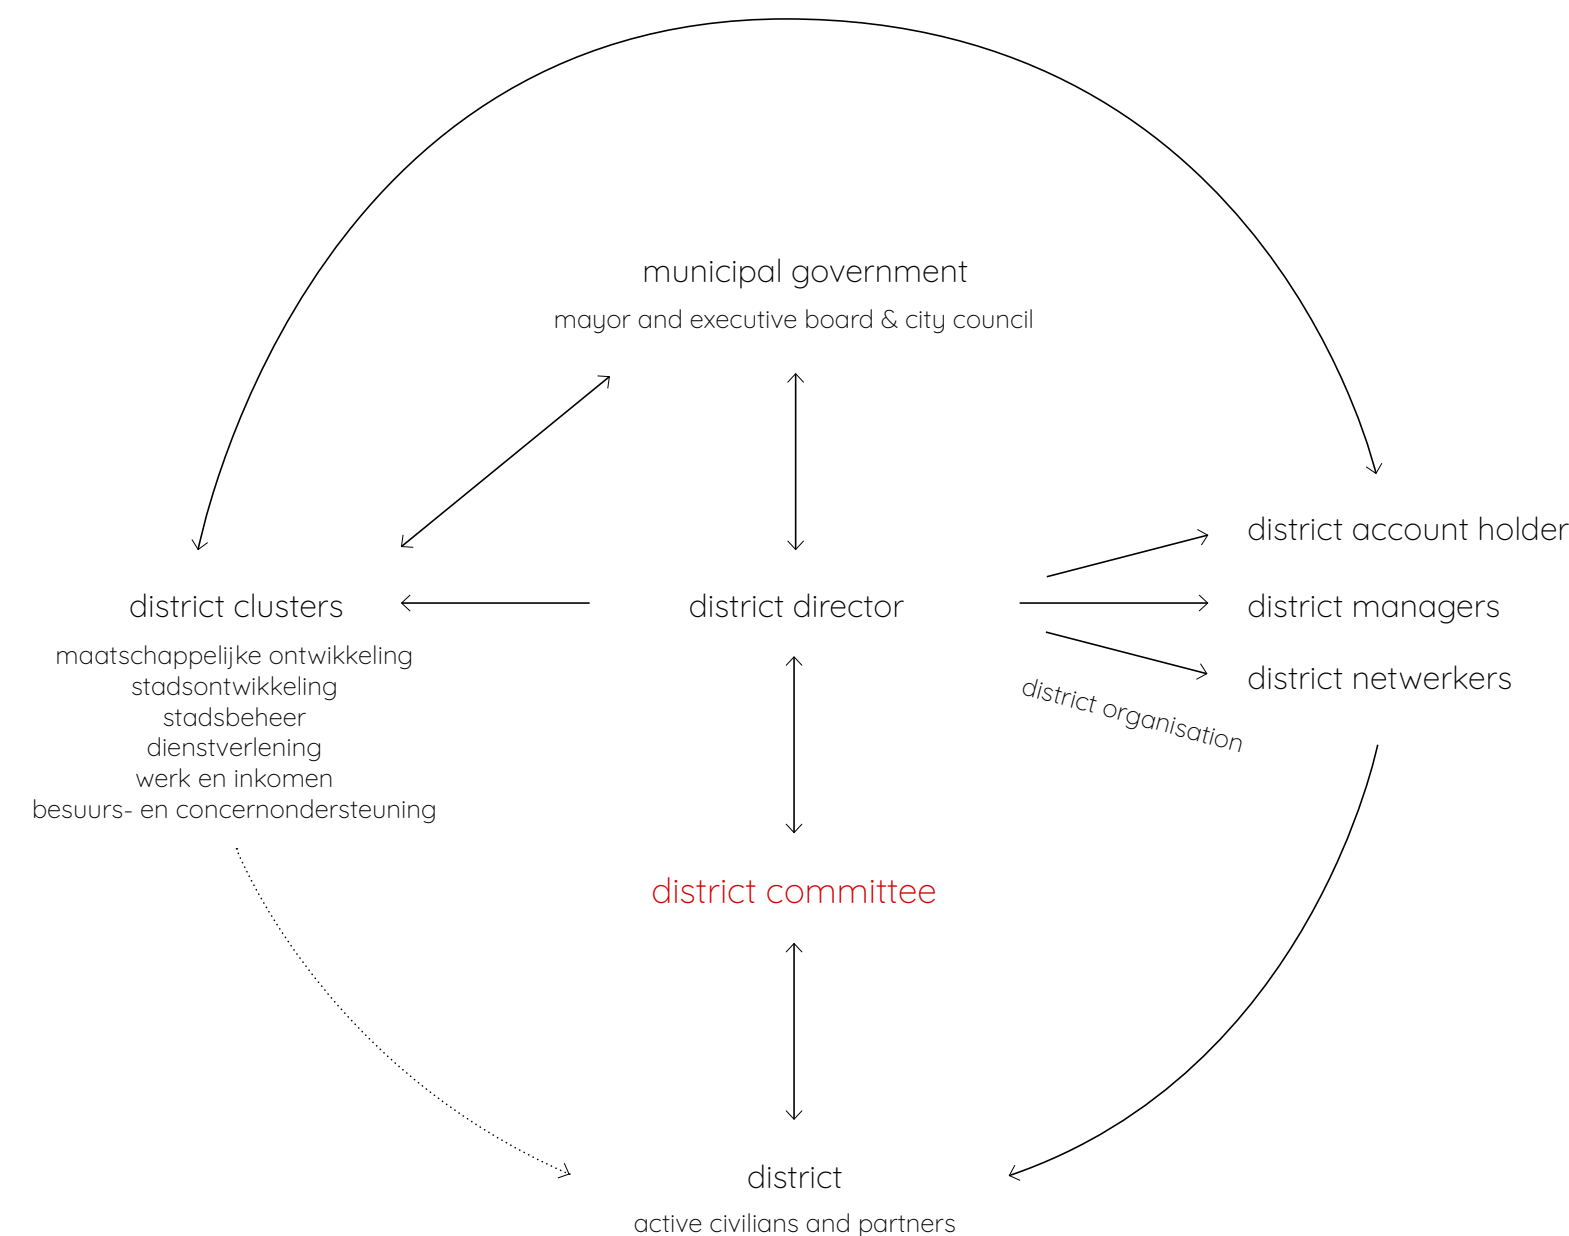 municipal government
mayor and executive board & city council
district account holder
district clusters
district director
district managers
maatschappelijke ontwikkeling
stadsontwikkeling
stadsbeheer
dienstverlening
werk en inkomen
besuurs- en concernondersteuning
district netwerkers
district organisation
district committee
district
active civilians and partners